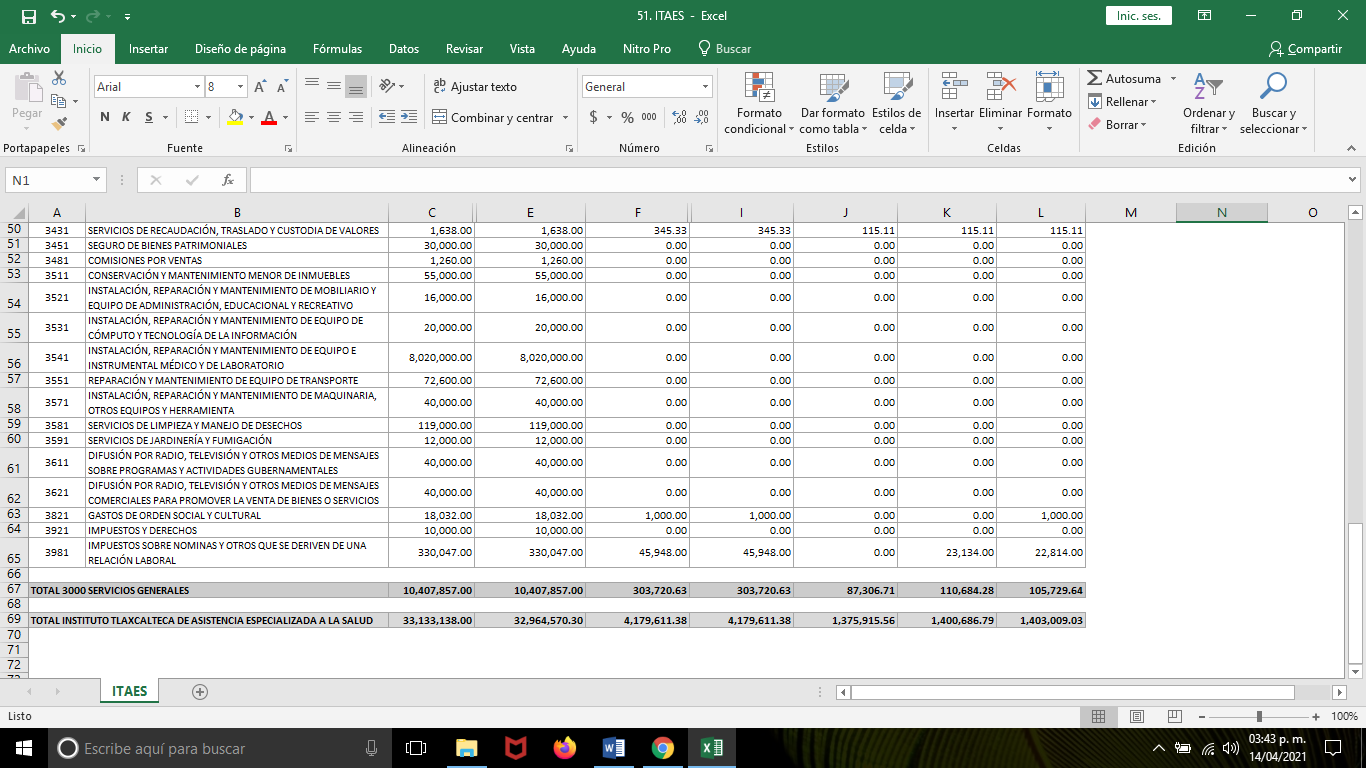 51. ITAES - Excel
Inic. ses.
Archivo Inicio Insertar Diseño de página Fórmulas Datos Revisar Vista Ayuda Nitro Pro Buscar Compartir
Pegar
Portapapeles
Arial 8 A A
N K S A
Fuente
ab Ajustar texto
Combinar y centrar
Alineación
General
$ % 000
Número
Formato condicional
Dar formato como tabla
Estilos de celda
Estilos
Insertar Eliminar Formato
Celdas
Autosuma
Rellenar
Borrar
Ordenar y filtrar
Buscar y seleccionar
Edición
N1 fx
A B C E F I J K L M N O
50 3431 SERVICIOS DE RECAUDACIÓN, TRASLADO Y CUSTODIA DE VALORES 1,638.00 1,638.00 345.33 345.33 115.11 115.11 115.11
51 3451 SEGURO DE BIENES PATRIMONIALES 30,000.00 30,000.00 0.00 0.00 0.00 0.00 0.00
52 3481 COMISIONES POR VENTAS 1,260.00 1,260.00 0.00 0.00 0.00 0.00 0.00
53 3511 CONSERVACIÓN Y MANTENIMIENTO MENOR DE INMUEBLES 55,000.00 55,000.00 0.00 0.00 0.00 0.00 0.00
54 3521 INSTALACIÓN, REPARACIÓN Y MANTENIMIENTO DE MOBILIARIO Y
EQUIPO DE ADMINISTRACIÓN, EDUCACIONAL Y RECREATIVO 16,000.00 16,000.00 0.00 0.00 0.00 0.00 0.00
55 3531 INSTALACIÓN, REPARACIÓN Y MANTENIMIENTO DE EQUIPO DE
CÓMPUTO Y TECNOLOGÍA DE LA INFORMACIÓN 20,000.00 20,000.00 0.00 0.00 0.00 0.00 0.00
56 3541 INSTALACIÓN, REPARACIÓN Y MANTENIMIENTO DE EQUIPO E
INSTRUMENTAL MÉDICO Y DE LABORATORIO 8,020,000.00 8,020,000.00 0.00 0.00 0.00 0.00 0.00
57 3551 REPARACIÓN Y MANTENIMIENTO DE EQUIPO DE TRANSPORTE 72,600.00 72,600.00 0.00 0.00 0.00 0.00 0.00
58 3571 INSTALACIÓN, REPARACIÓN Y MANTENIMIENTO DE MAQUINARIA,
OTROS EQUIPOS Y HERRAMIENTA 40,000.00 40,000.00 0.00 0.00 0.00 0.00 0.00
59 3581 SERVICIOS DE LIMPIEZA Y MANEJO DE DESECHOS 119,000.00 119,000.00 0.00 0.00 0.00 0.00 0.00
60 3591 SERVICIOS DE JARDINERÍA Y FUMIGACIÓN 12,000.00 12,000.00 0.00 0.00 0.00 0.00 0.00
61 3611 DIFUSIÓN POR RADIO, TELEVISIÓN Y OTROS MEDIOS DE MENSAJES
SOBRE PROGRAMAS Y ACTIVIDADES GUBERNAMENTALES 40,000.00 40,000.00 0.00 0.00 0.00 0.00 0.00
62 3621 DIFUSIÓN POR RADIO, TELEVISIÓN Y OTROS MEDIOS DE MENSAJES
COMERCIALES PARA PROMOVER LA VENTA DE BIENES O SERVICIOS 40,000.00 40,000.00 0.00 0.00 0.00 0.00 0.00
63 3821 GASTOS DE ORDEN SOCIAL Y CULTURAL 18,032.00 18,032.00 1,000.00 1,000.00 0.00 0.00 1,000.00
64 3921 IMPUESTOS Y DERECHOS 10,000.00 10,000.00 0.00 0.00 0.00 0.00 0.00
65 3981 IMPUESTOS SOBRE NOMINAS Y OTROS QUE SE DERIVEN DE UNA
RELACIÓN LABORAL 330,047.00 330,047.00 45,948.00 45,948.00 0.00 23,134.00 22,814.00
66
67 TOTAL 3000 SERVICIOS GENERALES 10,407,857.00 10,407,857.00 303,720.63 303,720.63 87,306.71 110,684.28 105,729.64
68
69 TOTAL INSTITUTO TLAXCALTECA DE ASISTENCIA ESPECIALIZADA A LA SALUD 33,133,138.00 32,964,570.30 4,179,611.38 4,179,611.38 1,375,915.56 1,400,686.79 1,403,009.03
70
71
72
ITAES
Listo 100%
Escribe aquí para buscar
03:43 p. m.
14/04/2021